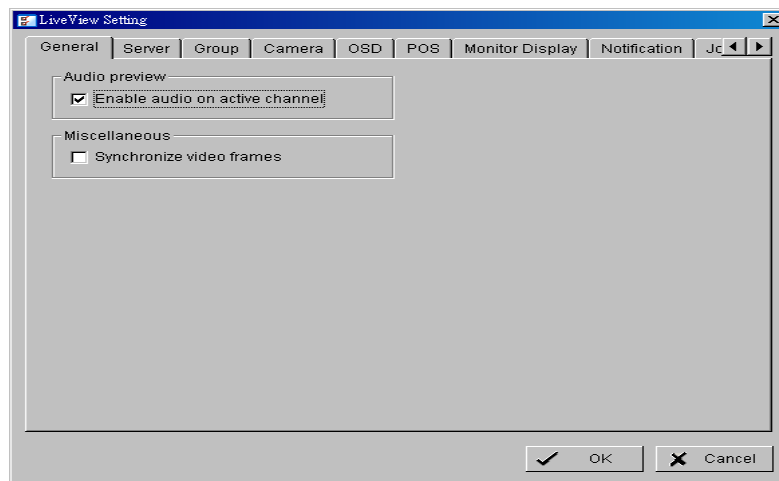 LiveView Setting
General Server Group Camera OSD POS Monitor Display Notification
Audio preview
Enable audio on active channel
Miscellaneous
Synchronize video frames
OK Cancel